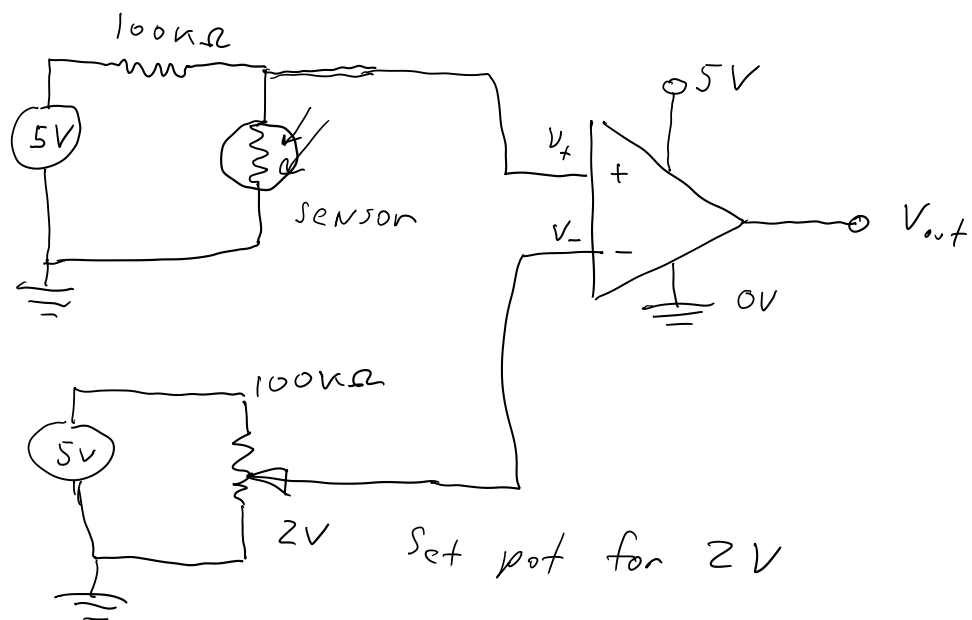 100KΩ
5V
5V
V+
+
sensor
V-
-
Vout
0V
100KΩ
5V
2V
Set pot for 2V